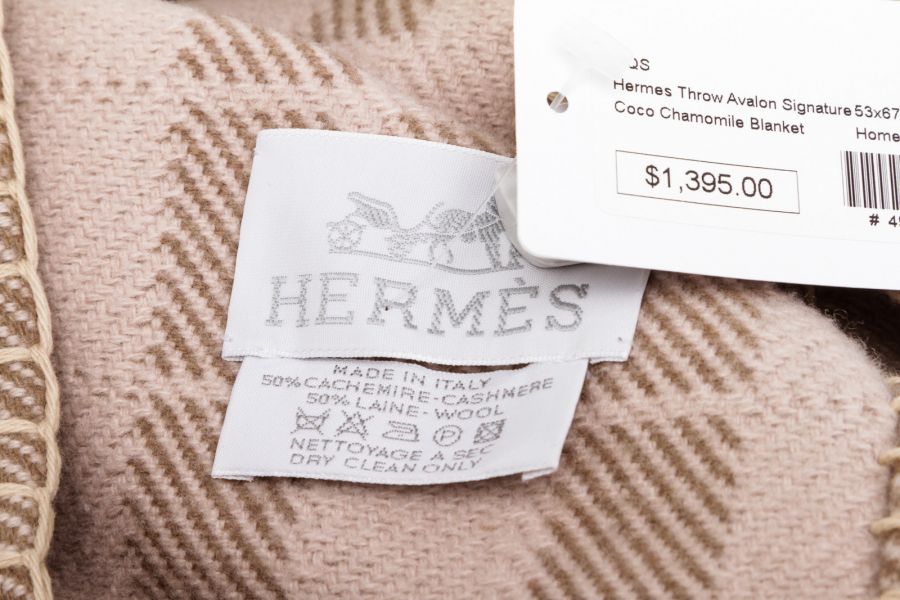 QS
Hermes Throw Avalon Signature 53x67
Coco Chamomile Blanket
Home
$1,395.00
HERMÈS
MADE IN ITALY
50% CACHEMIRE-CASHMERE
50% LAINE-WOOL
P
NETTOYAGE A SEC
DRY CLEAN ONLY